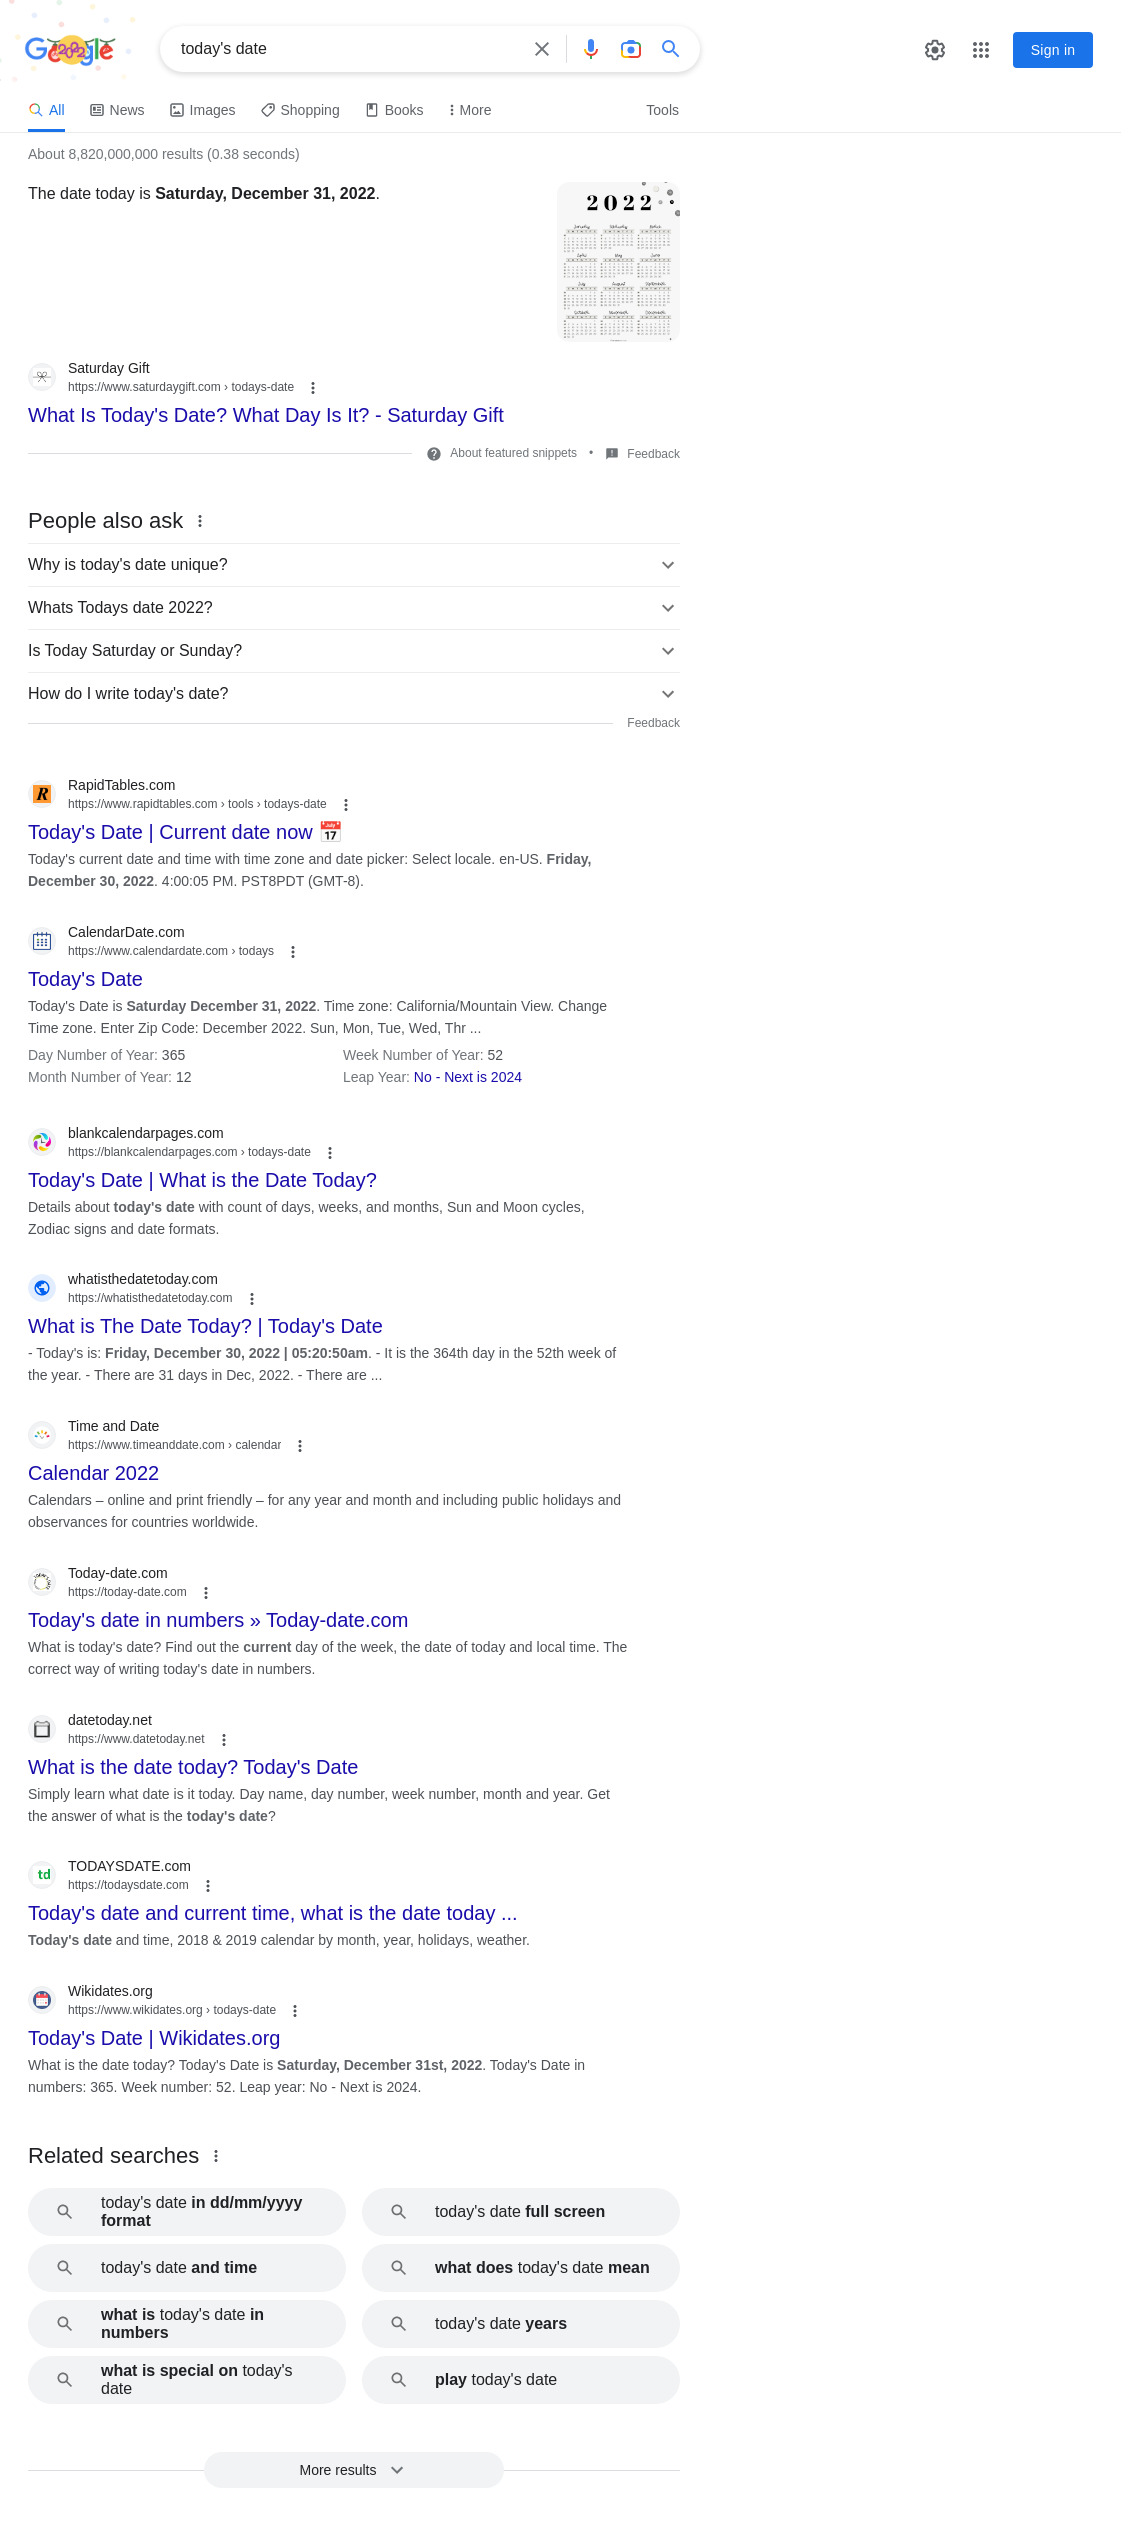 Google
2022
today's date
Sign in
All
News
Images
Shopping
Books
More
Tools
About 8,820,000,000 results (0.38 seconds)
The date today is Saturday, December 31, 2022.
2022
Saturday Gift
https://www.saturdaygift.com › todays-date
What Is Today's Date? What Day Is It? - Saturday Gift
About featured snippets • Feedback
People also ask
Why is today's date unique?
Whats Todays date 2022?
Is Today Saturday or Sunday?
How do I write today's date?
Feedback
RapidTables.com
https://www.rapidtables.com › tools › todays-date
Today's Date | Current date now 📅
Today's current date and time with time zone and date picker: Select locale. en-US. Friday,
December 30, 2022. 4:00:05 PM. PST8PDT (GMT-8).
CalendarDate.com
https://www.calendardate.com › todays
Today's Date
Today's Date is Saturday December 31, 2022. Time zone: California/Mountain View. Change
Time zone. Enter Zip Code: December 2022. Sun, Mon, Tue, Wed, Thr ...
Day Number of Year: 365
Week Number of Year: 52
Month Number of Year: 12
Leap Year: No - Next is 2024
blankcalendarpages.com
https://blankcalendarpages.com › todays-date
Today's Date | What is the Date Today?
Details about today's date with count of days, weeks, and months, Sun and Moon cycles,
Zodiac signs and date formats.
whatisthedatetoday.com
https://whatisthedatetoday.com
What is The Date Today? | Today's Date
- Today's is: Friday, December 30, 2022 | 05:20:50am. - It is the 364th day in the 52th week of
the year. - There are 31 days in Dec, 2022. - There are ...
Time and Date
https://www.timeanddate.com › calendar
Calendar 2022
Calendars – online and print friendly – for any year and month and including public holidays and
observances for countries worldwide.
Today-date.com
https://today-date.com
Today's date in numbers » Today-date.com
What is today's date? Find out the current day of the week, the date of today and local time. The
correct way of writing today's date in numbers.
datetoday.net
https://www.datetoday.net
What is the date today? Today's Date
Simply learn what date is it today. Day name, day number, week number, month and year. Get
the answer of what is the today's date?
td
TODAYSDATE.com
https://todaysdate.com
Today's date and current time, what is the date today ...
Today's date and time, 2018 & 2019 calendar by month, year, holidays, weather.
Wikidates.org
https://www.wikidates.org › todays-date
Today's Date | Wikidates.org
What is the date today? Today's Date is Saturday, December 31st, 2022. Today's Date in
numbers: 365. Week number: 52. Leap year: No - Next is 2024.
Related searches
today's date in dd/mm/yyyy
format
today's date full screen
today's date and time
what does today's date mean
what is today's date in
numbers
today's date years
what is special on today's
date
play today's date
More results